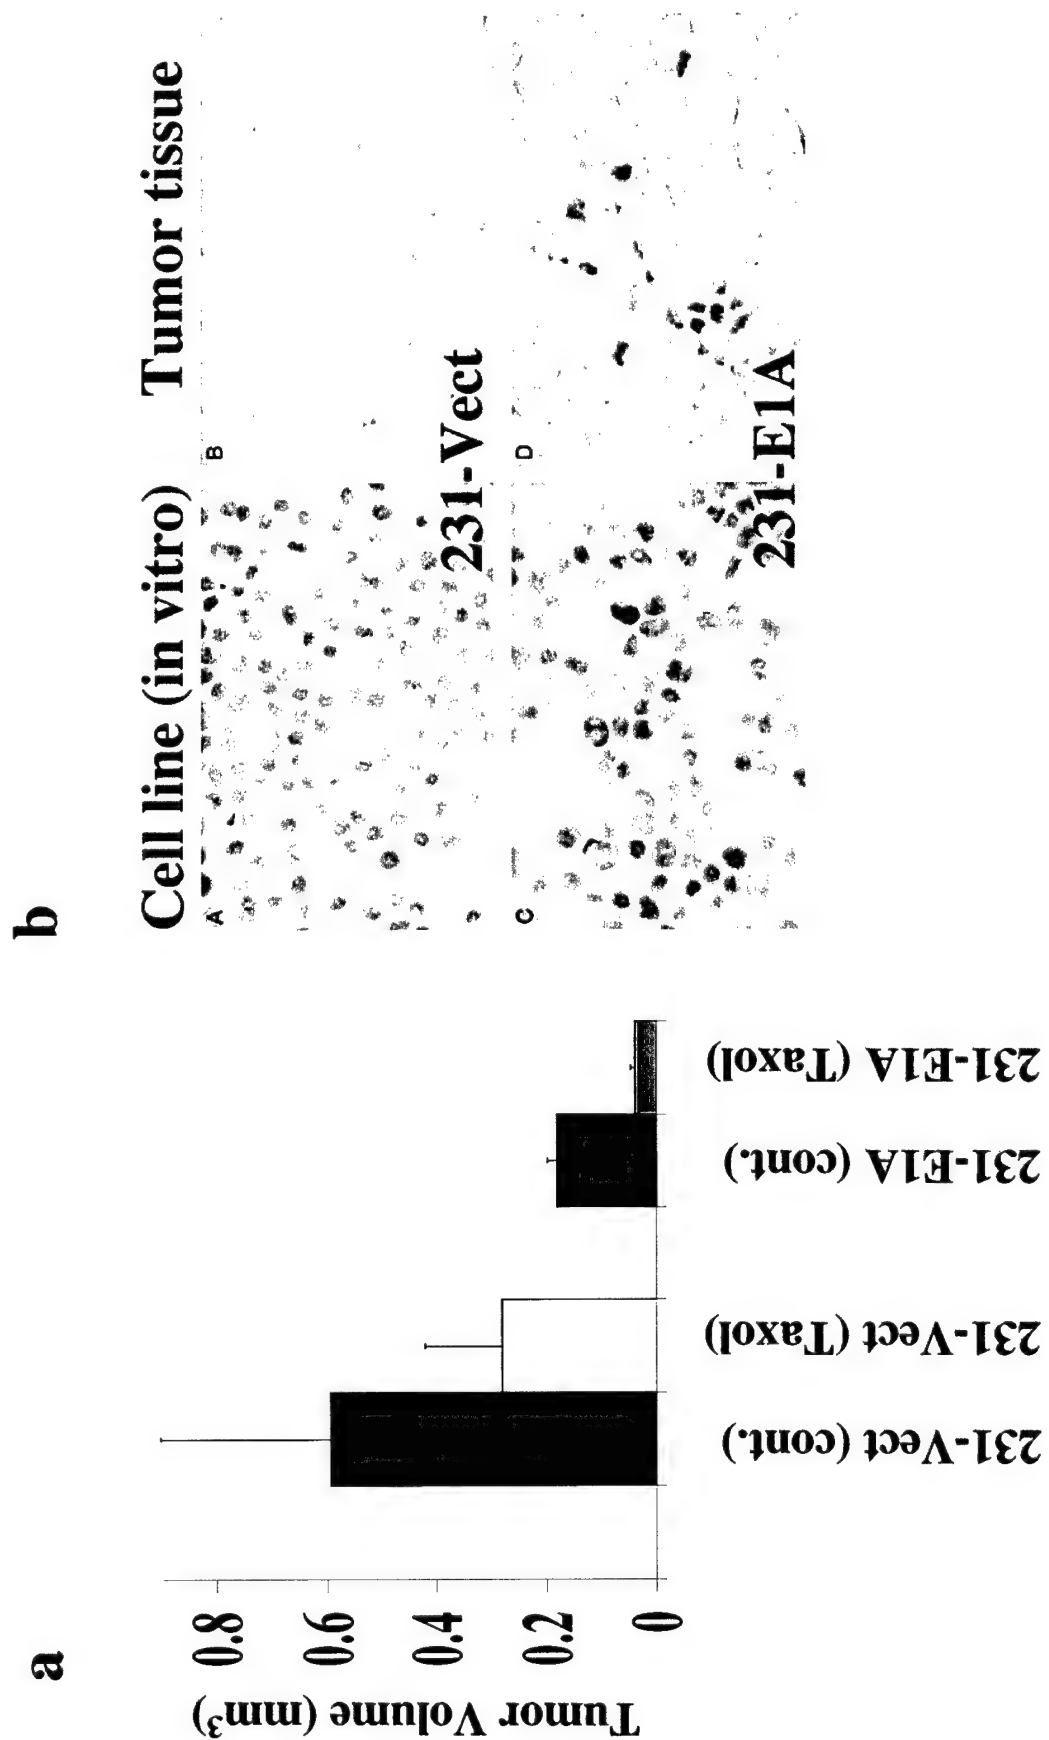 a
Tumor Volume (mm³)
0.8
0.6
0.4
0.2
0
231-Vect (cont.)
231-Vect (Taxol)
231-E1A (cont.)
231-E1A (Taxol)
b
Cell line (in vitro) Tumor tissue
A
B
231-Vect
C
D
231-E1A